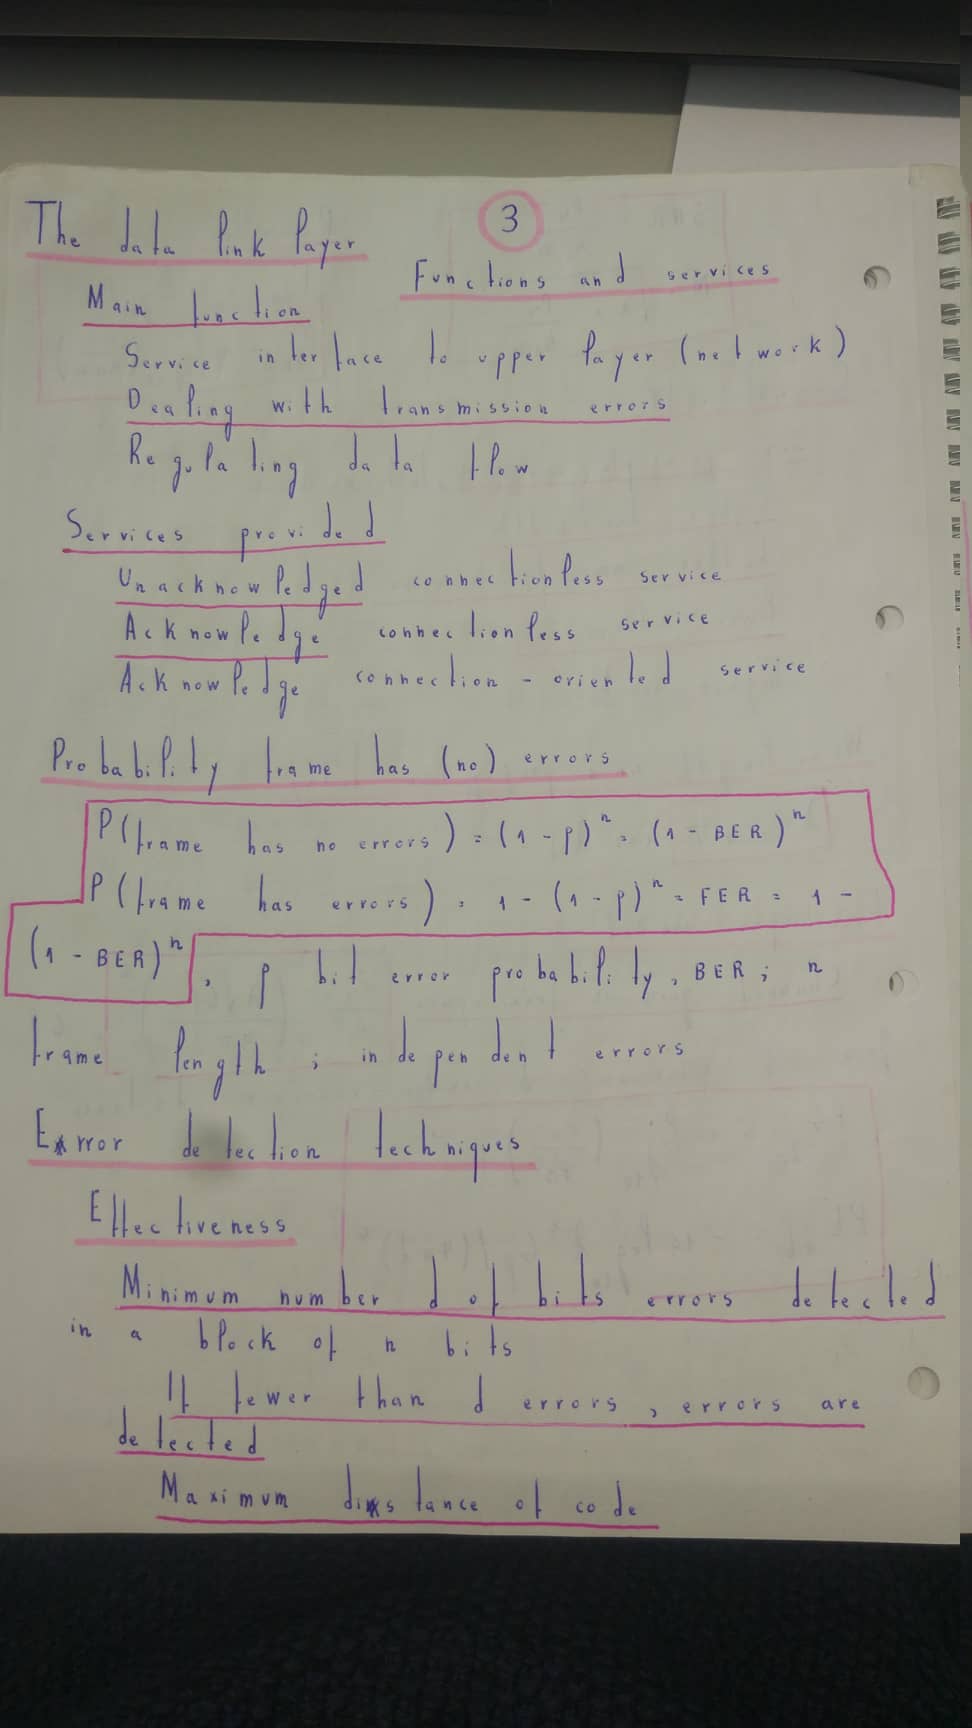 3
The data link layer
Functions and services
Main function
Service interface to upper layer (network)
Dealing with transmission errors
Regulating data flow
Services provided
Unacknowledged connectionless service
Acknowledge connectionless service
Acknowledge connection-oriented service
Probability frame has (no) errors
P(frame has no errors) = (1-p)ⁿ = (1-BER)ⁿ
P(frame has errors) = 1-(1-p)ⁿ = FER = 1-
(1-BER)ⁿ, p bit error probability, BER; n
frame length; independent errors
Error detection techniques
Effectiveness
Minimum number d of bits errors detected
in a block of n bits
If fewer than d errors, errors are
detected
Maximum distance of code